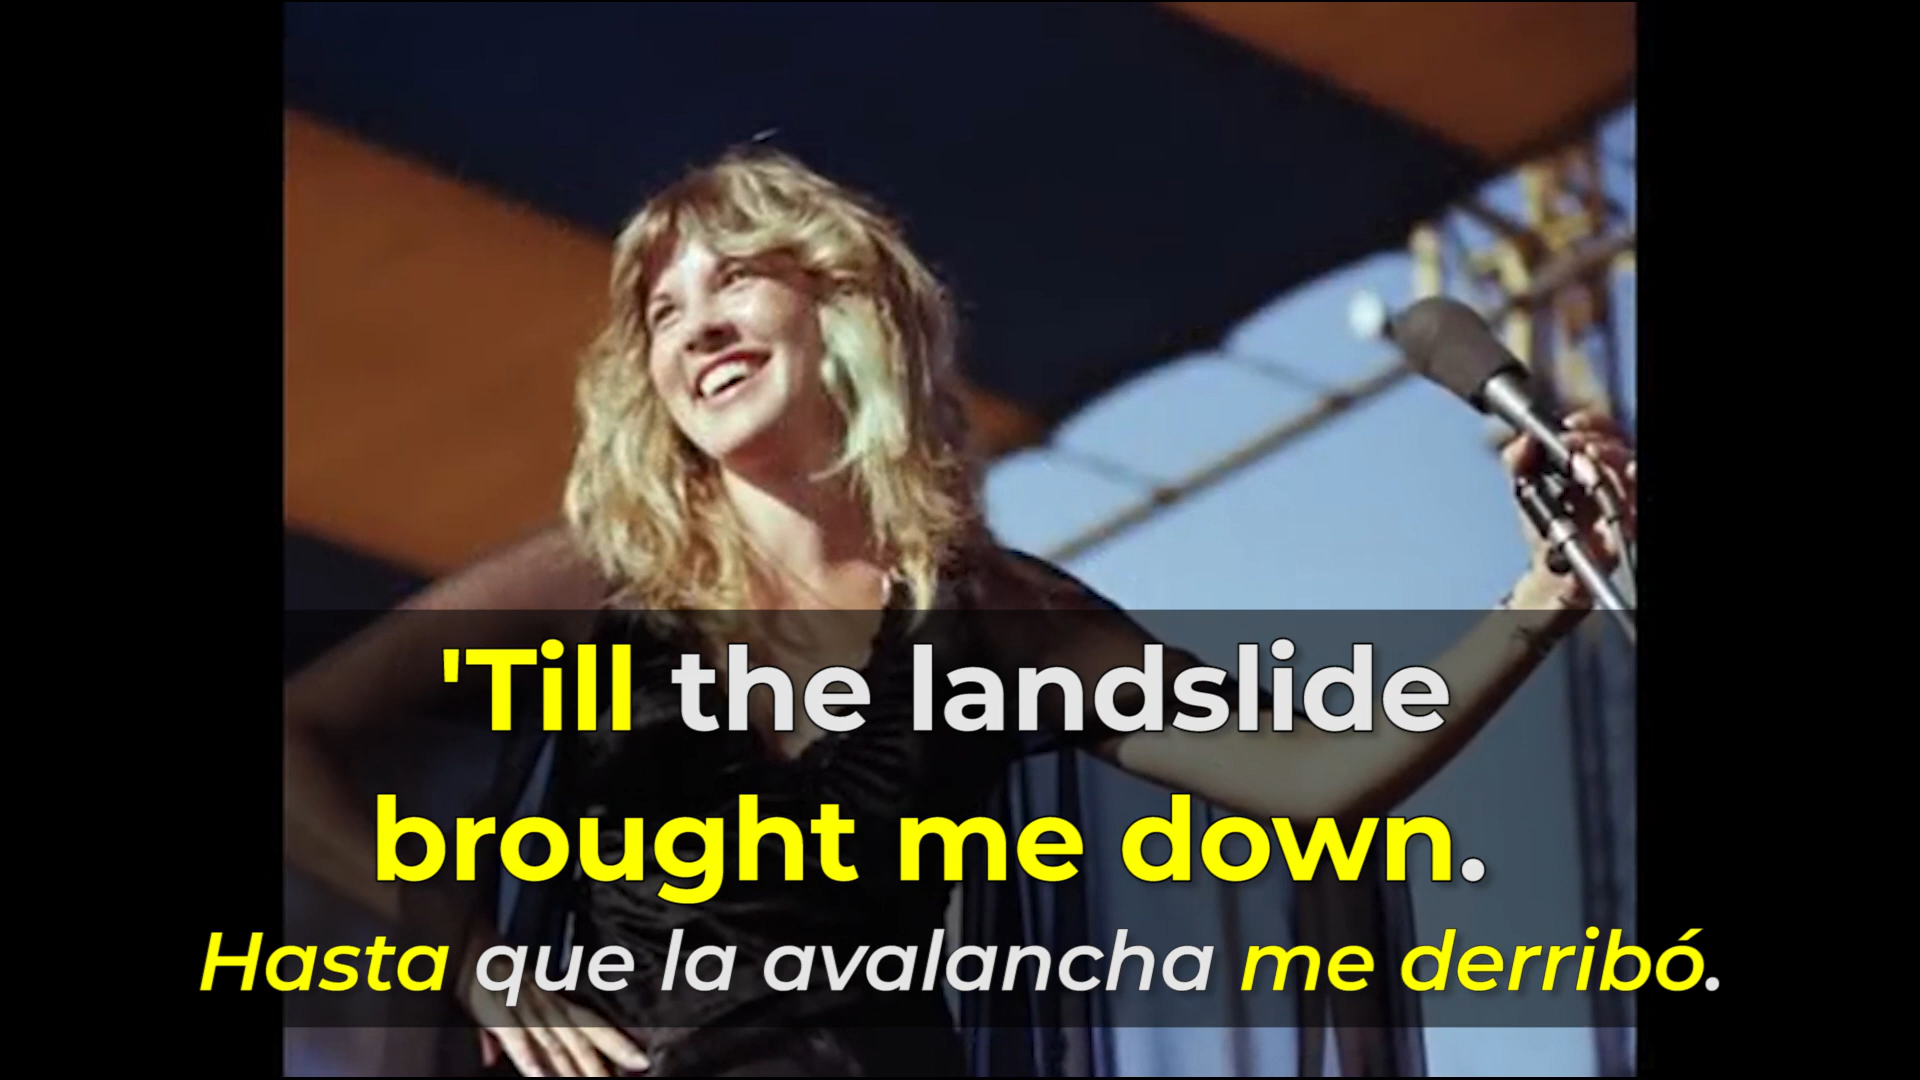 'Till the landslide
brought me down.
Hasta que la avalancha me derribó.